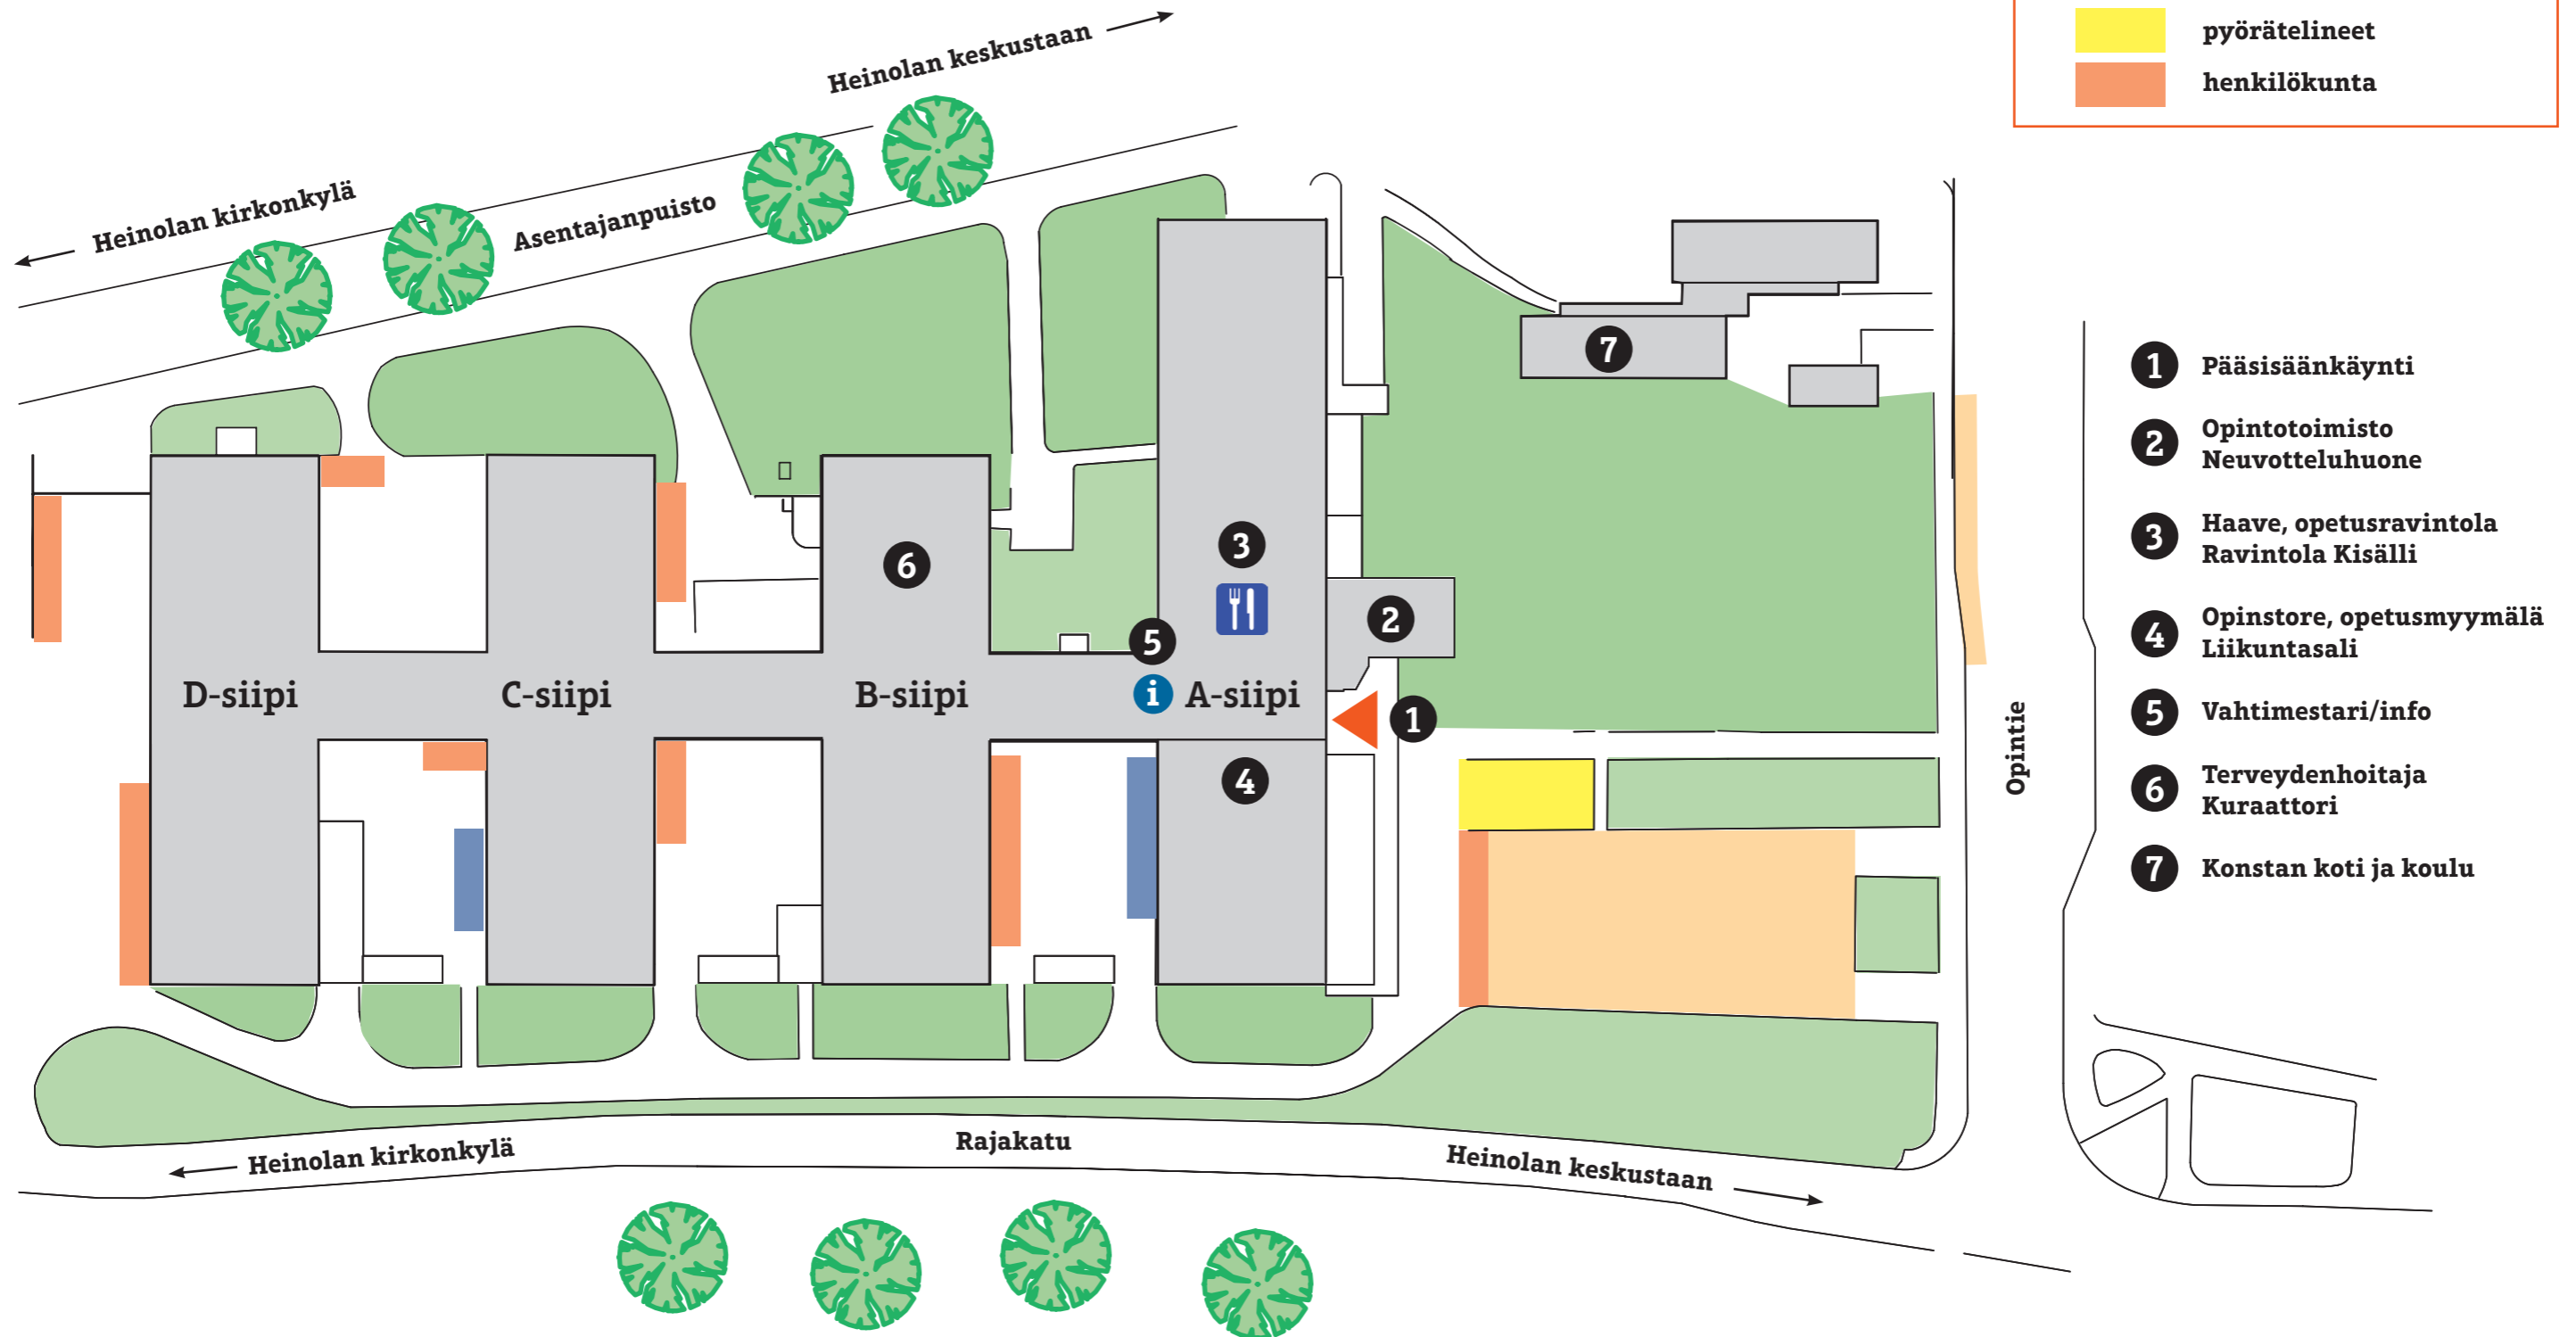 pyörätelineet
henkilökunta
Heinolan keskustaan
Heinolan kirkonkylä
Asentajanpuisto
7
3
6
2
5
D-siipi
C-siipi
B-siipi
i
A-siipi
1
4
Opintie
Heinolan kirkonkylä
Rajakatu
Heinolan keskustaan
1 Pääsisäänkäynti
2 Opintotoimisto
Neuvotteluhuone
3 Haave, opetusravintola
Ravintola Kisälli
4 Opinstore, opetusmyymälä
Liikuntasali
5 Vahtimestari/info
6 Terveydenhoitaja
Kuraattori
7 Konstan koti ja koulu